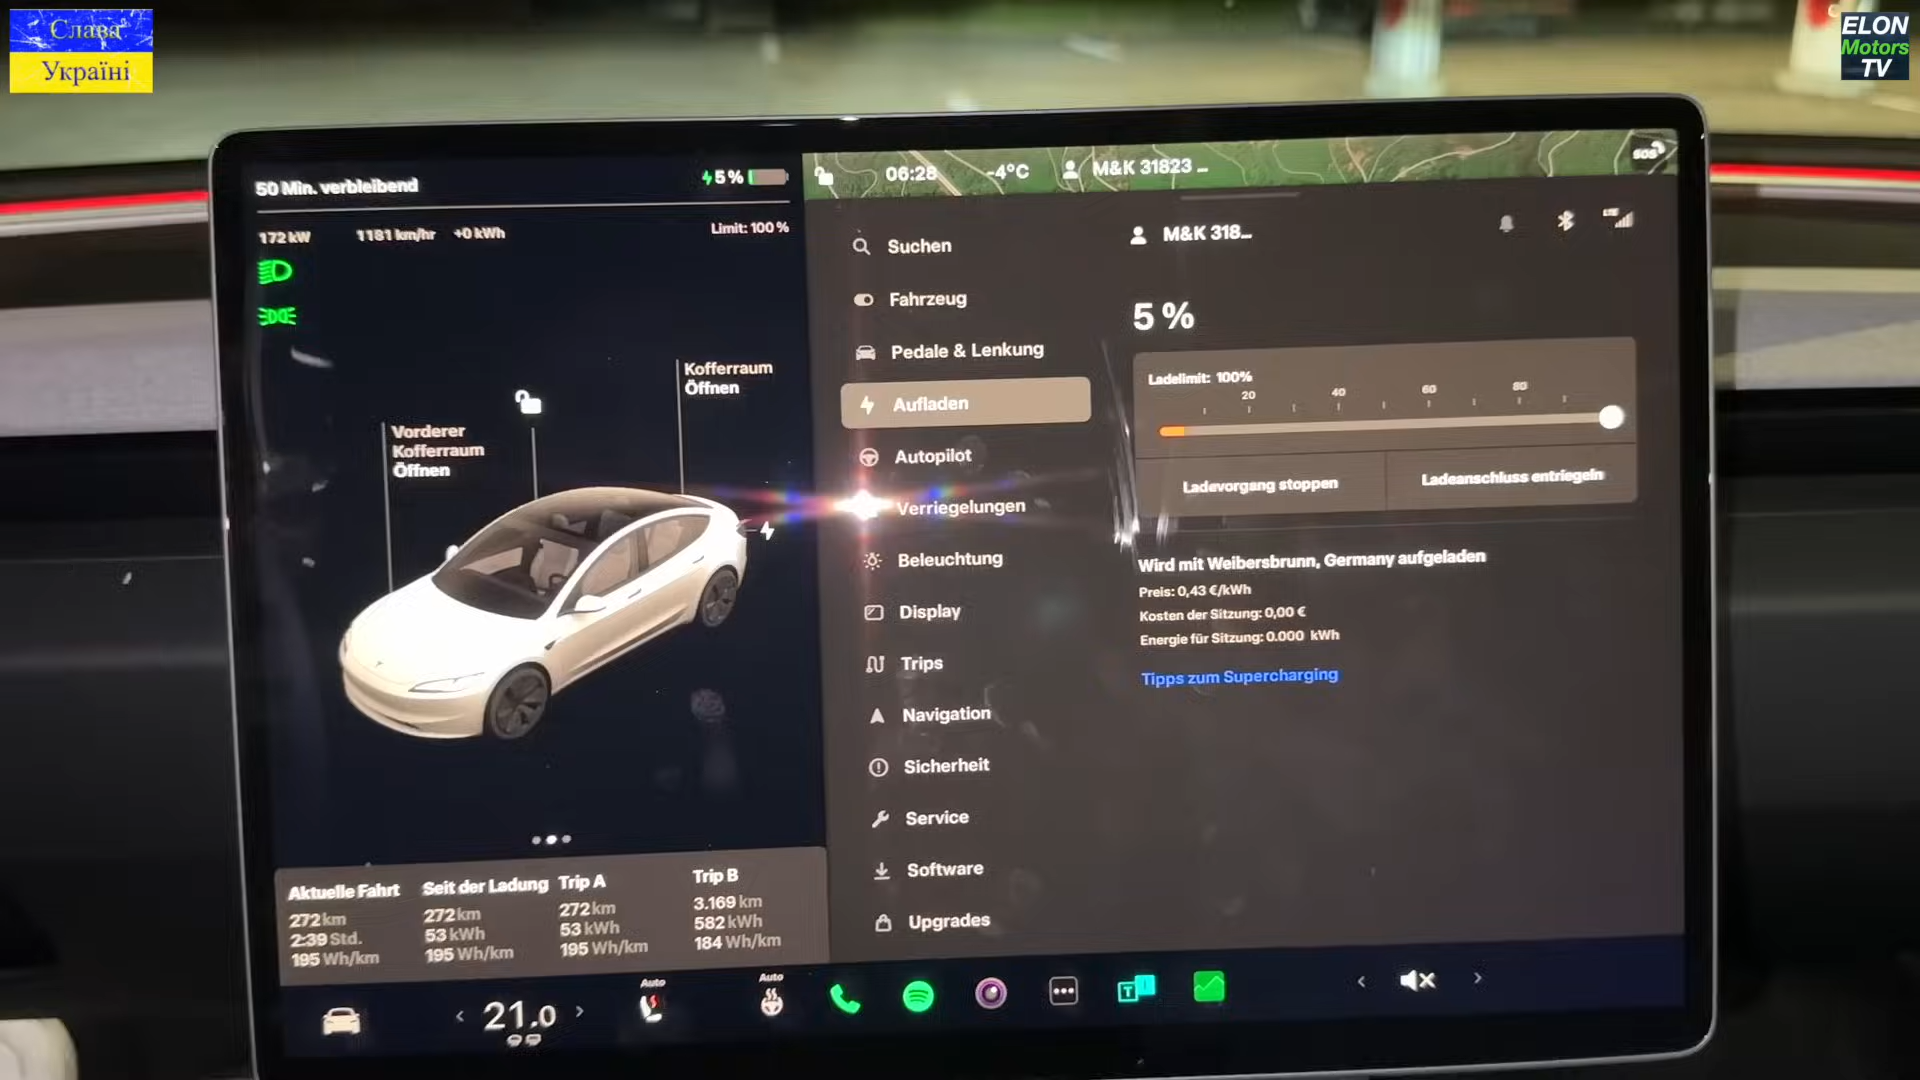 Слава
Україні
ELON
Motors
TV
50 Min. verbleibend
5 %
172 kW
1181 km/hr
+0 kWh
Limit: 100 %
Vorderer
Kofferraum
Öffnen
Kofferraum
Öffnen
Aktuelle Fahrt
272 km
2:39 Std.
195 Wh/km
Seit der Ladung
272 km
53 kWh
195 Wh/km
Trip A
272 km
53 kWh
195 Wh/km
Trip B
3.169 km
582 kWh
184 Wh/km
06:28
-4°C
M&K 31823 ...
SOS
Suchen
Fahrzeug
Pedale & Lenkung
Aufladen
Autopilot
Verriegelungen
Beleuchtung
Display
Trips
Navigation
Sicherheit
Service
Software
Upgrades
M&K 318...
LTE
5 %
Ladelimit: 100%
20
40
60
80
Ladevorgang stoppen
Ladeanschluss entriegeln
Wird mit Weibersbrunn, Germany aufgeladen
Preis: 0,43 €/kWh
Kosten der Sitzung: 0,00 €
Energie für Sitzung: 0.000 kWh
Tipps zum Supercharging
21.0
Auto
Auto
T